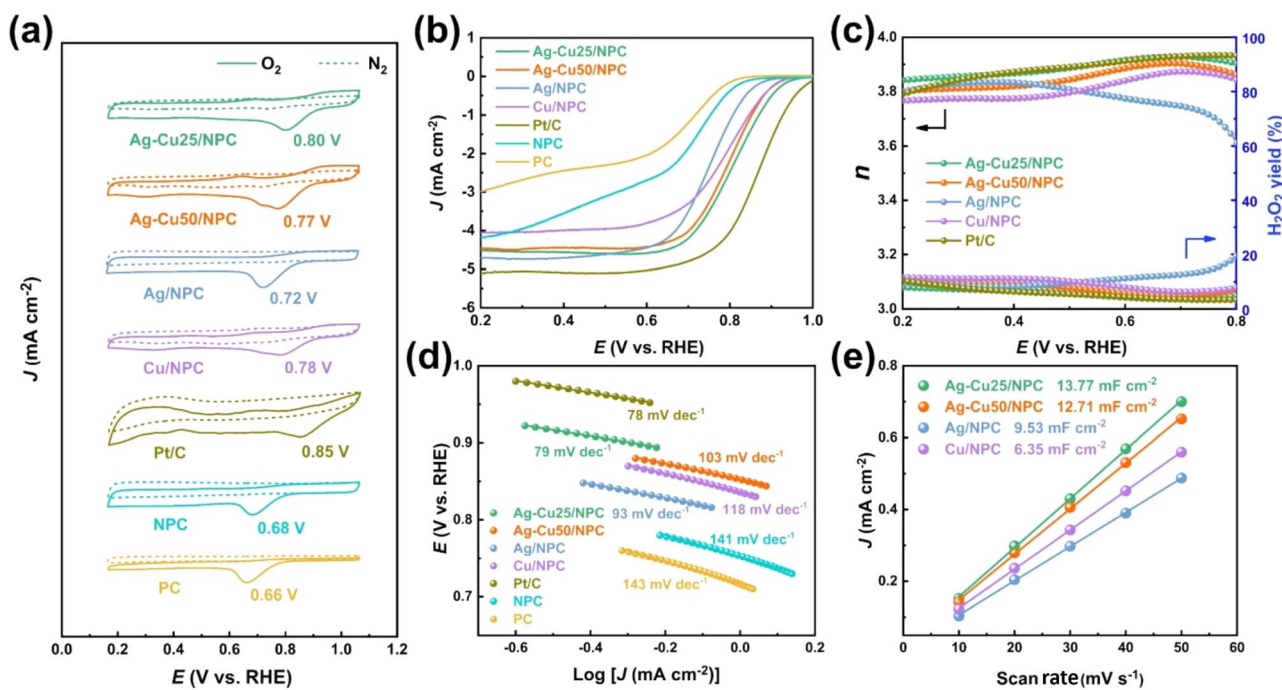 (a)
O₂ N₂
Ag-Cu25/NPC 0.80 V
Ag-Cu50/NPC 0.77 V
Ag/NPC 0.72 V
Cu/NPC 0.78 V
Pt/C 0.85 V
NPC 0.68 V
PC 0.66 V
J (mA cm⁻²)
0.0 0.2 0.4 0.6 0.8 1.0 1.2
E (V vs. RHE)
(b)
Ag-Cu25/NPC
Ag-Cu50/NPC
Ag/NPC
Cu/NPC
Pt/C
NPC
PC
J (mA cm⁻²)
1
0
-1
-2
-3
-4
-5
-6
0.2 0.4 0.6 0.8 1.0
E (V vs. RHE)
(c)
n
4.0
3.8
3.6
3.4
3.2
3.0
Ag-Cu25/NPC
Ag-Cu50/NPC
Ag/NPC
Cu/NPC
Pt/C
100
80
60
40
20
0
H₂O₂ yield (%)
0.2 0.4 0.6 0.8
E (V vs. RHE)
(d)
E (V vs. RHE)
1.0
0.9
0.8
0.7
78 mV dec⁻¹
79 mV dec⁻¹
103 mV dec⁻¹
93 mV dec⁻¹
118 mV dec⁻¹
141 mV dec⁻¹
143 mV dec⁻¹
Ag-Cu25/NPC
Ag-Cu50/NPC
Ag/NPC
Cu/NPC
Pt/C
NPC
PC
-0.6 -0.4 -0.2 0.0 0.2
Log [J (mA cm⁻²)]
(e)
Ag-Cu25/NPC 13.77 mF cm⁻²
Ag-Cu50/NPC 12.71 mF cm⁻²
Ag/NPC 9.53 mF cm⁻²
Cu/NPC 6.35 mF cm⁻²
J (mA cm⁻²)
0.8
0.6
0.4
0.2
0 10 20 30 40 50 60
Scan rate (mV s⁻¹)